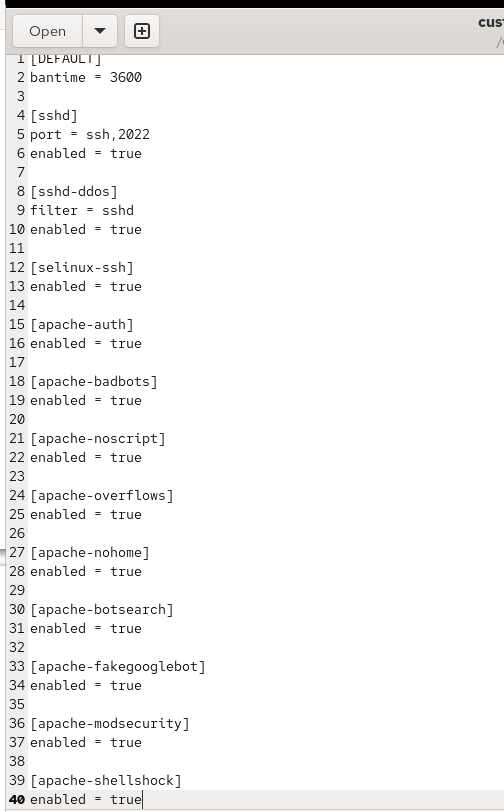 Open
cus
1 [DEFAULT]
2 bantime = 3600
3
4 [sshd]
5 port = ssh,2022
6 enabled = true
7
8 [sshd-ddos]
9 filter = sshd
10 enabled = true
11
12 [selinux-ssh]
13 enabled = true
14
15 [apache-auth]
16 enabled = true
17
18 [apache-badbots]
19 enabled = true
20
21 [apache-noscript]
22 enabled = true
23
24 [apache-overflows]
25 enabled = true
26
27 [apache-nohome]
28 enabled = true
29
30 [apache-botsearch]
31 enabled = true
32
33 [apache-fakegooglebot]
34 enabled = true
35
36 [apache-modsecurity]
37 enabled = true
38
39 [apache-shellshock]
40 enabled = true